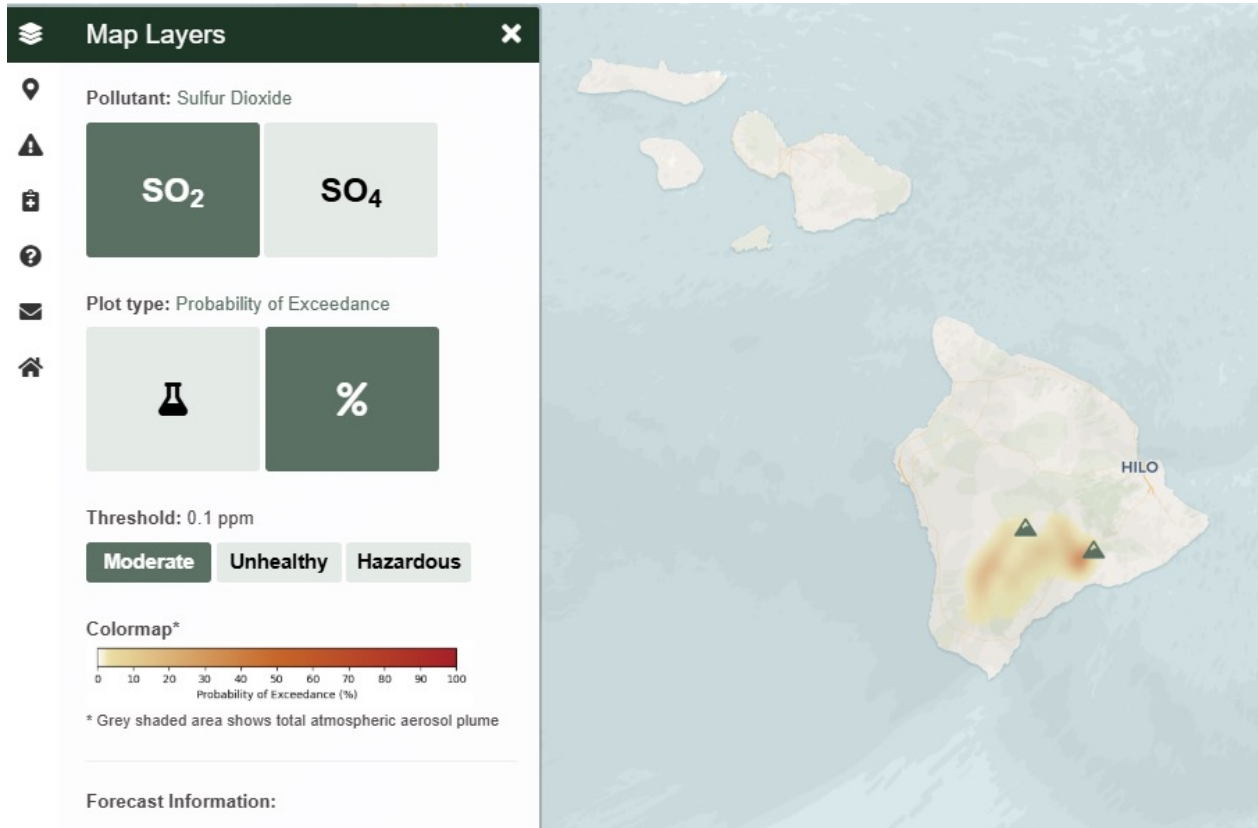 Map Layers
Pollutant: Sulfur Dioxide
SO₂ SO₄
Plot type: Probability of Exceedance
%
Threshold: 0.1 ppm
Moderate Unhealthy Hazardous
Colormap*
0 10 20 30 40 50 60 70 80 90 100
Probability of Exceedance (%)
* Grey shaded area shows total atmospheric aerosol plume
Forecast Information:
HILO